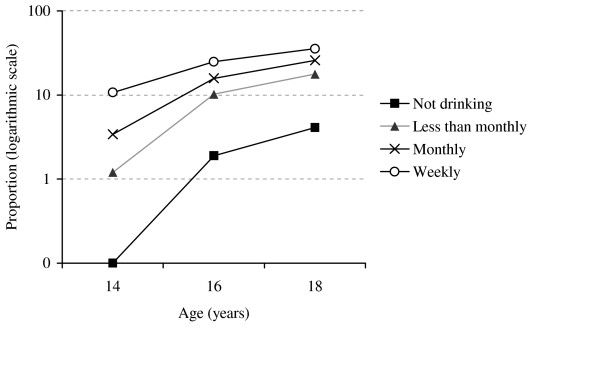 100
10
1
0
Proportion (logarithmic scale)
14
16
18
Age (years)
Not drinking
Less than monthly
Monthly
Weekly